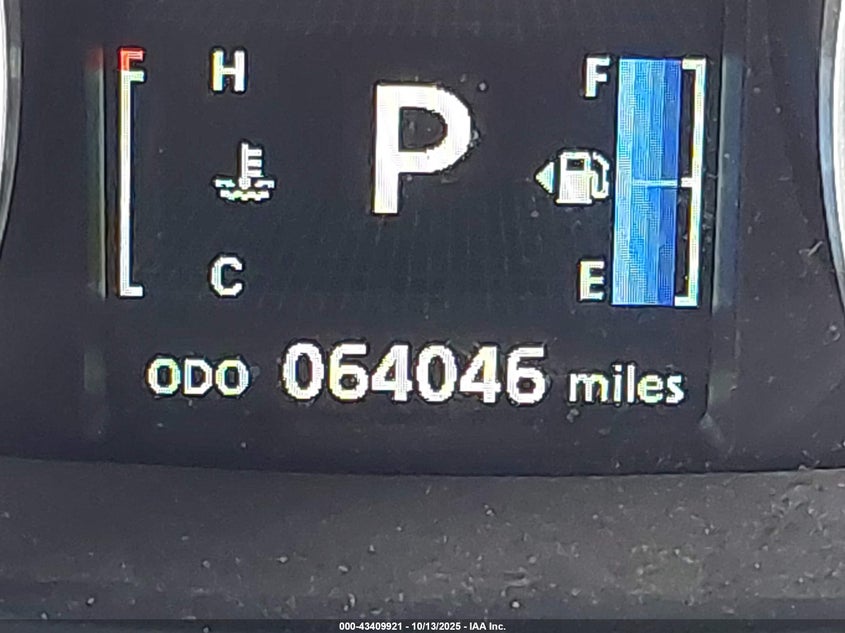 H P F
C E
ODO 064046 miles
000-43409921 - 10/13/2025 - IAA Inc.